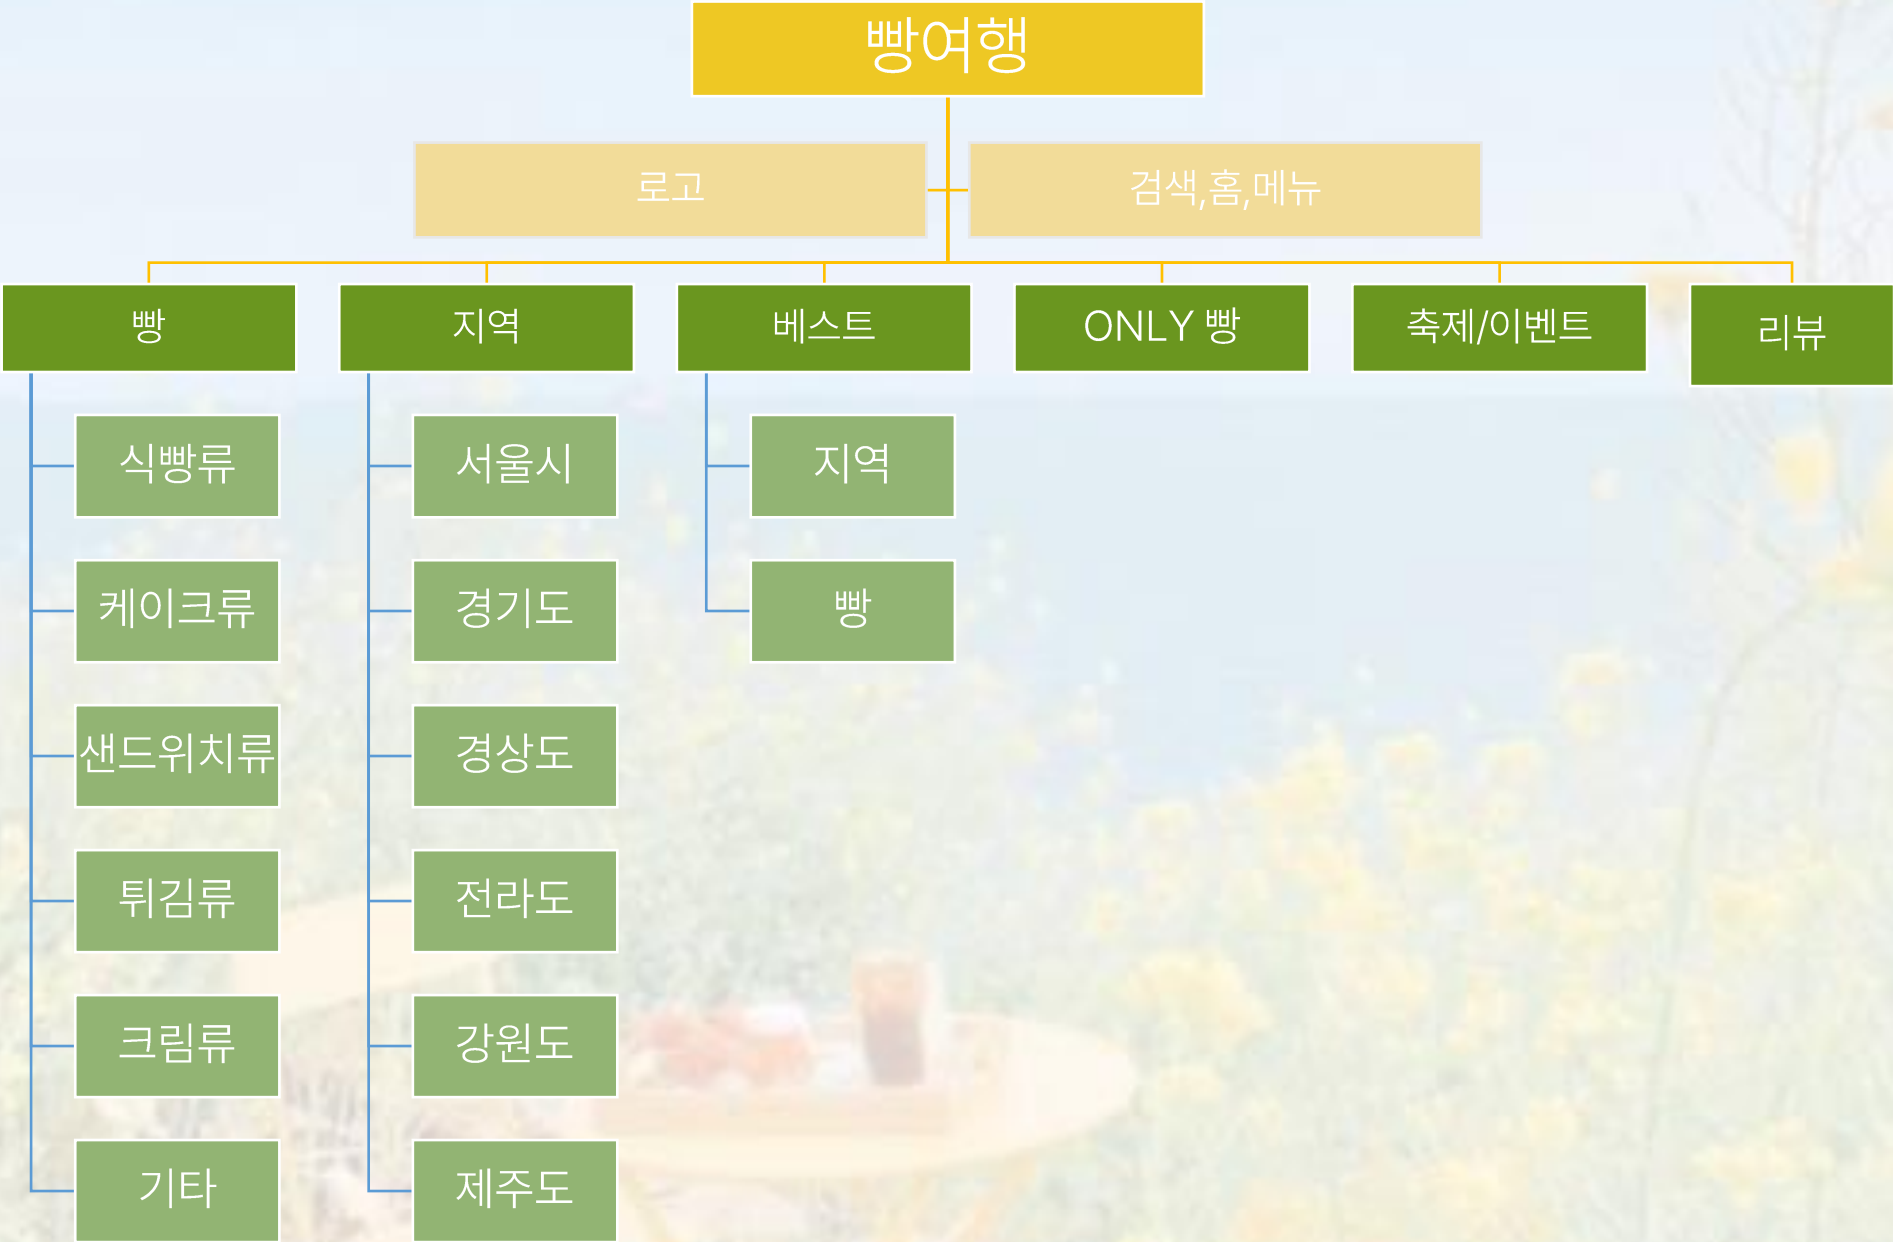 빵여행
로고
검색,홈,메뉴
빵
지역
베스트
ONLY 빵
축제/이벤트
리뷰
식빵류
케이크류
샌드위치류
튀김류
크림류
기타
서울시
경기도
경상도
전라도
강원도
제주도
지역
빵